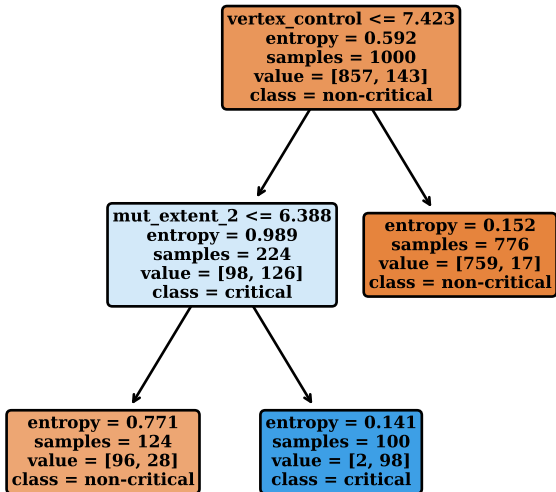 vertex_control <= 7.423
entropy = 0.592
samples = 1000
value = [857, 143]
class = non-critical
mut_extent_2 <= 6.388
entropy = 0.989
samples = 224
value = [98, 126]
class = critical
entropy = 0.152
samples = 776
value = [759, 17]
class = non-critical
entropy = 0.771
samples = 124
value = [96, 28]
class = non-critical
entropy = 0.141
samples = 100
value = [2, 98]
class = critical